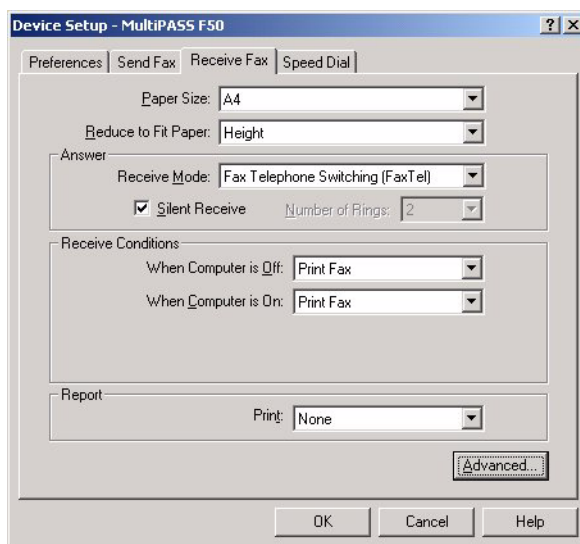 Device Setup - MultiPASS F50
Preferences Send Fax Receive Fax Speed Dial
Paper Size: A4
Reduce to Fit Paper: Height
Answer
Receive Mode: Fax Telephone Switching (FaxTel)
Silent Receive Number of Rings: 2
Receive Conditions
When Computer is Off: Print Fax
When Computer is On: Print Fax
Report
Print: None
Advanced...
OK Cancel Help